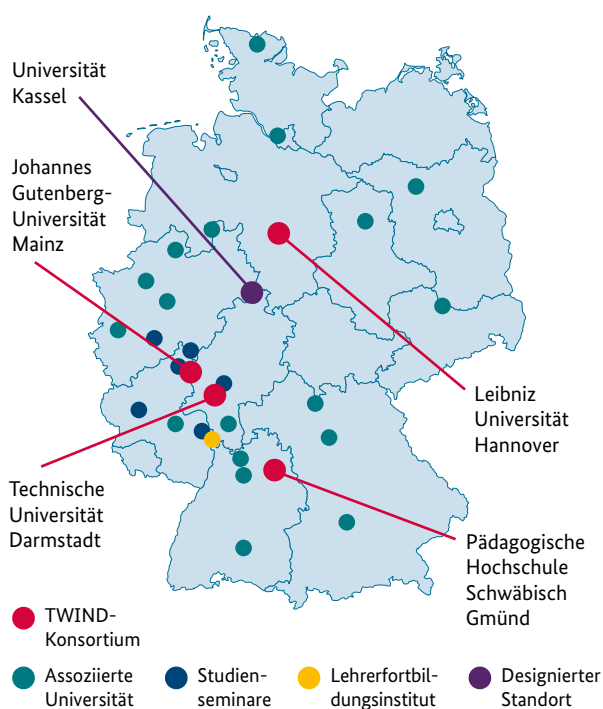 Universität
Kassel
Johannes
Gutenberg-
Universität
Mainz
Leibniz
Universität
Hannover
Technische
Universität
Darmstadt
Pädagogische
Hochschule
Schwäbisch
Gmünd
TWIND-
Konsortium
Assoziierte
Universität
Studien-
seminare
Lehrerfortbil-
dungsinstitut
Designierter
Standort